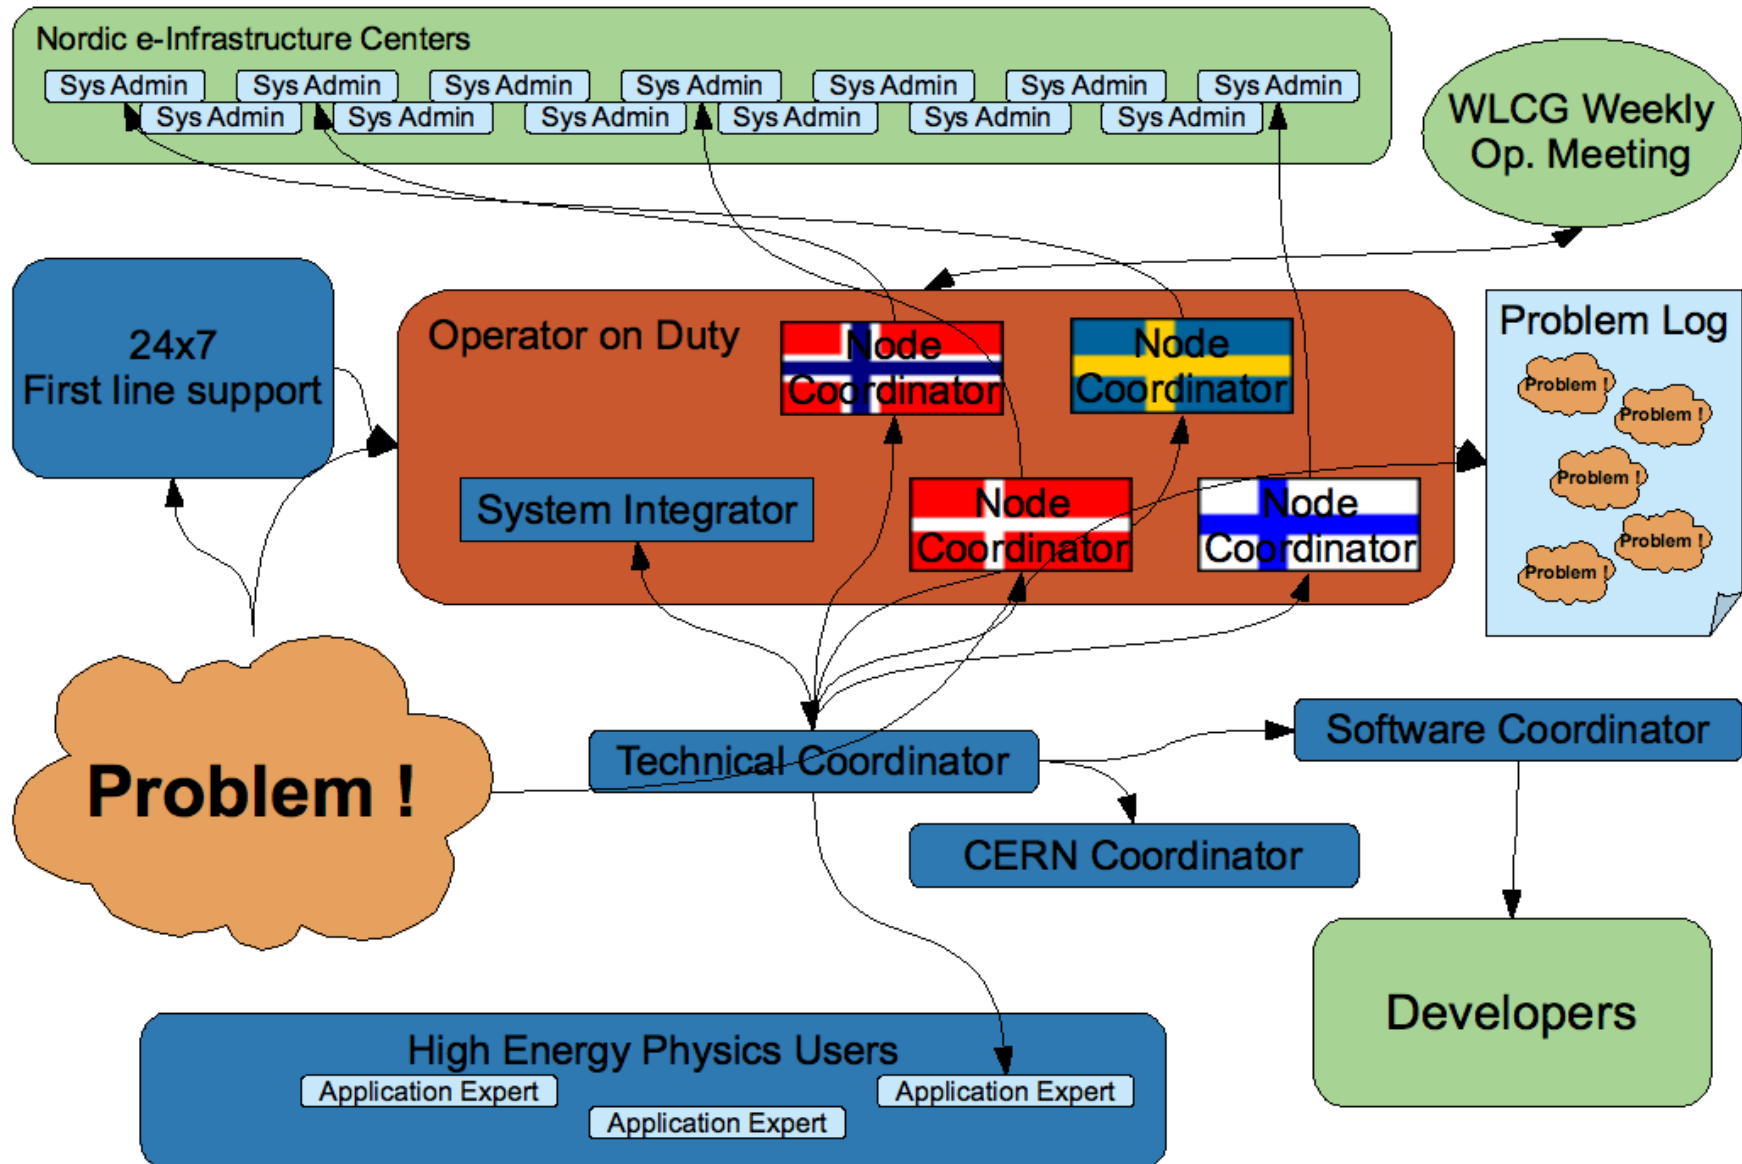 Nordic e-Infrastructure Centers
Sys Admin
Sys Admin
Sys Admin
Sys Admin
Sys Admin
Sys Admin
Sys Admin
Sys Admin
Sys Admin
Sys Admin
Sys Admin
Sys Admin
Sys Admin
WLCG Weekly
Op. Meeting
24x7
First line support
Operator on Duty
Node
Coordinator
Node
Coordinator
System Integrator
Node
Coordinator
Node
Coordinator
Problem Log
Problem !
Problem !
Problem !
Problem !
Problem !
Problem !
Technical Coordinator
Software Coordinator
CERN Coordinator
Developers
High Energy Physics Users
Application Expert
Application Expert
Application Expert